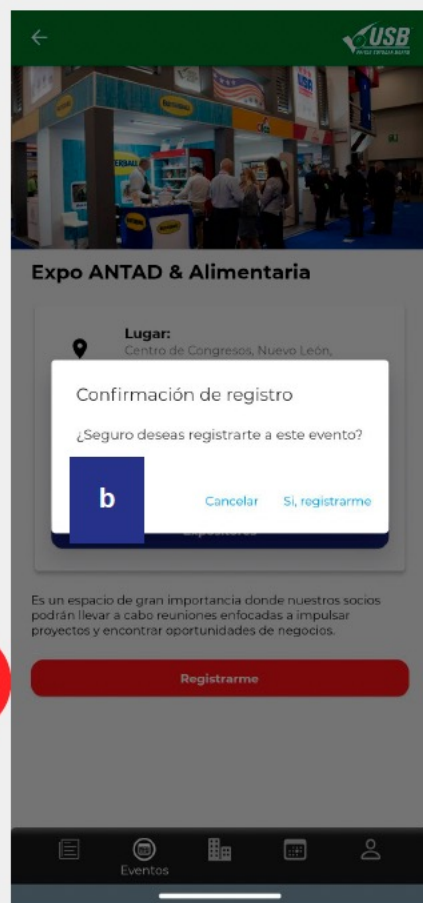 USB
Expo ANTAD & Alimentaria
Lugar:
Centro de Congresos, Nuevo León,
Confirmación de registro
¿Seguro deseas registrarte a este evento?
b
Cancelar Si, registrarme
Expositores
Es un espacio de gran importancia donde nuestros socios
podrán llevar a cabo reuniones enfocadas a impulsar
proyectos y encontrar oportunidades de negocios.
Registrarme
Eventos